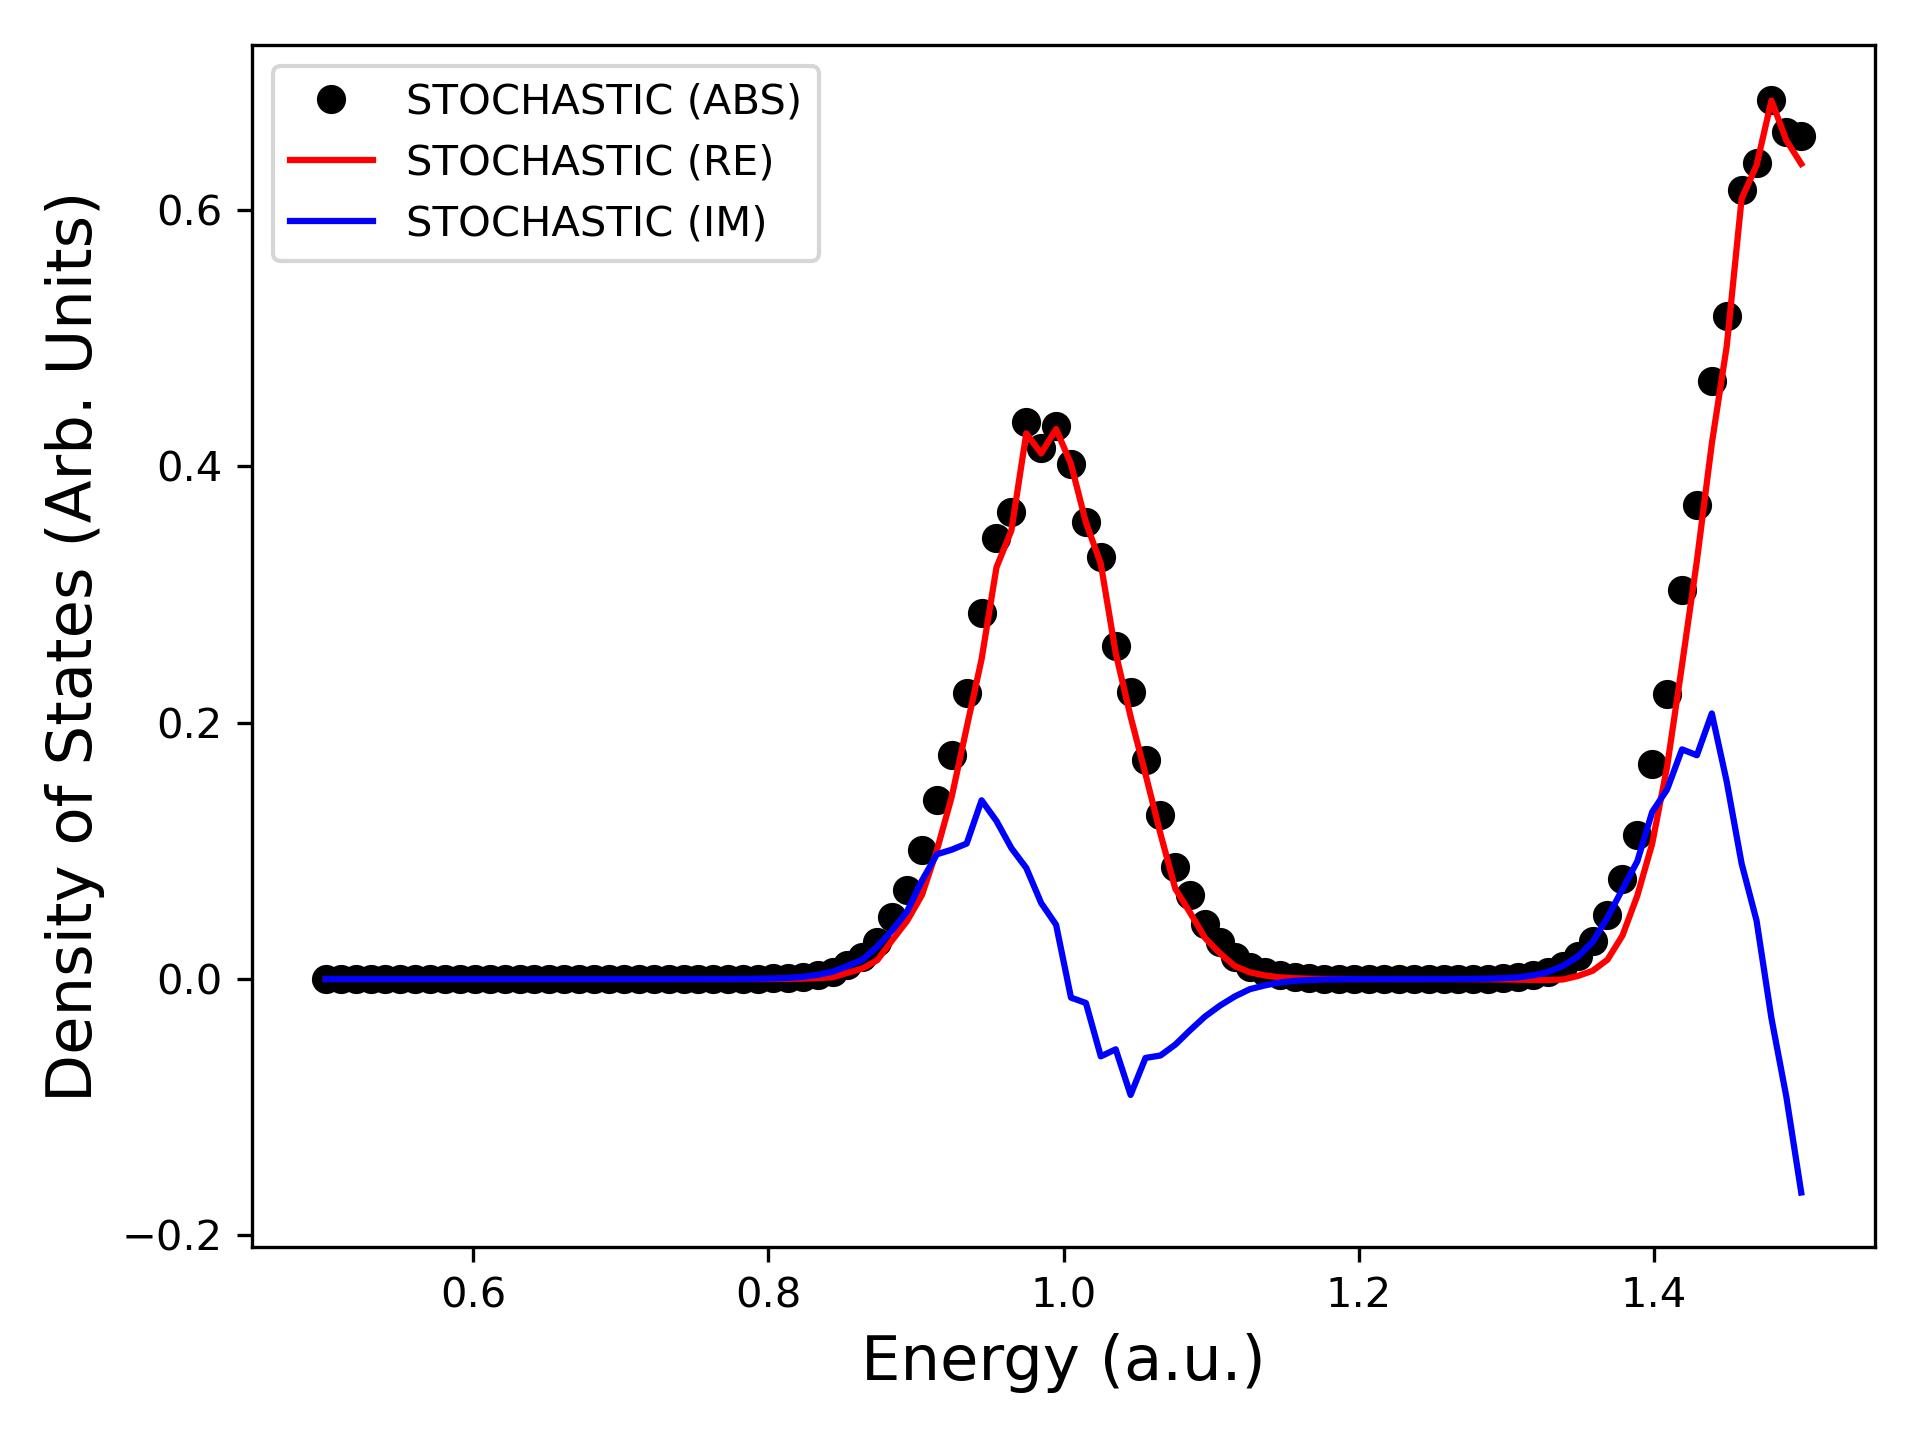 STOCHASTIC (ABS)
STOCHASTIC (RE)
STOCHASTIC (IM)
Density of States (Arb. Units)
0.6
0.4
0.2
0.0
−0.2
0.6 0.8 1.0 1.2 1.4
Energy (a.u.)